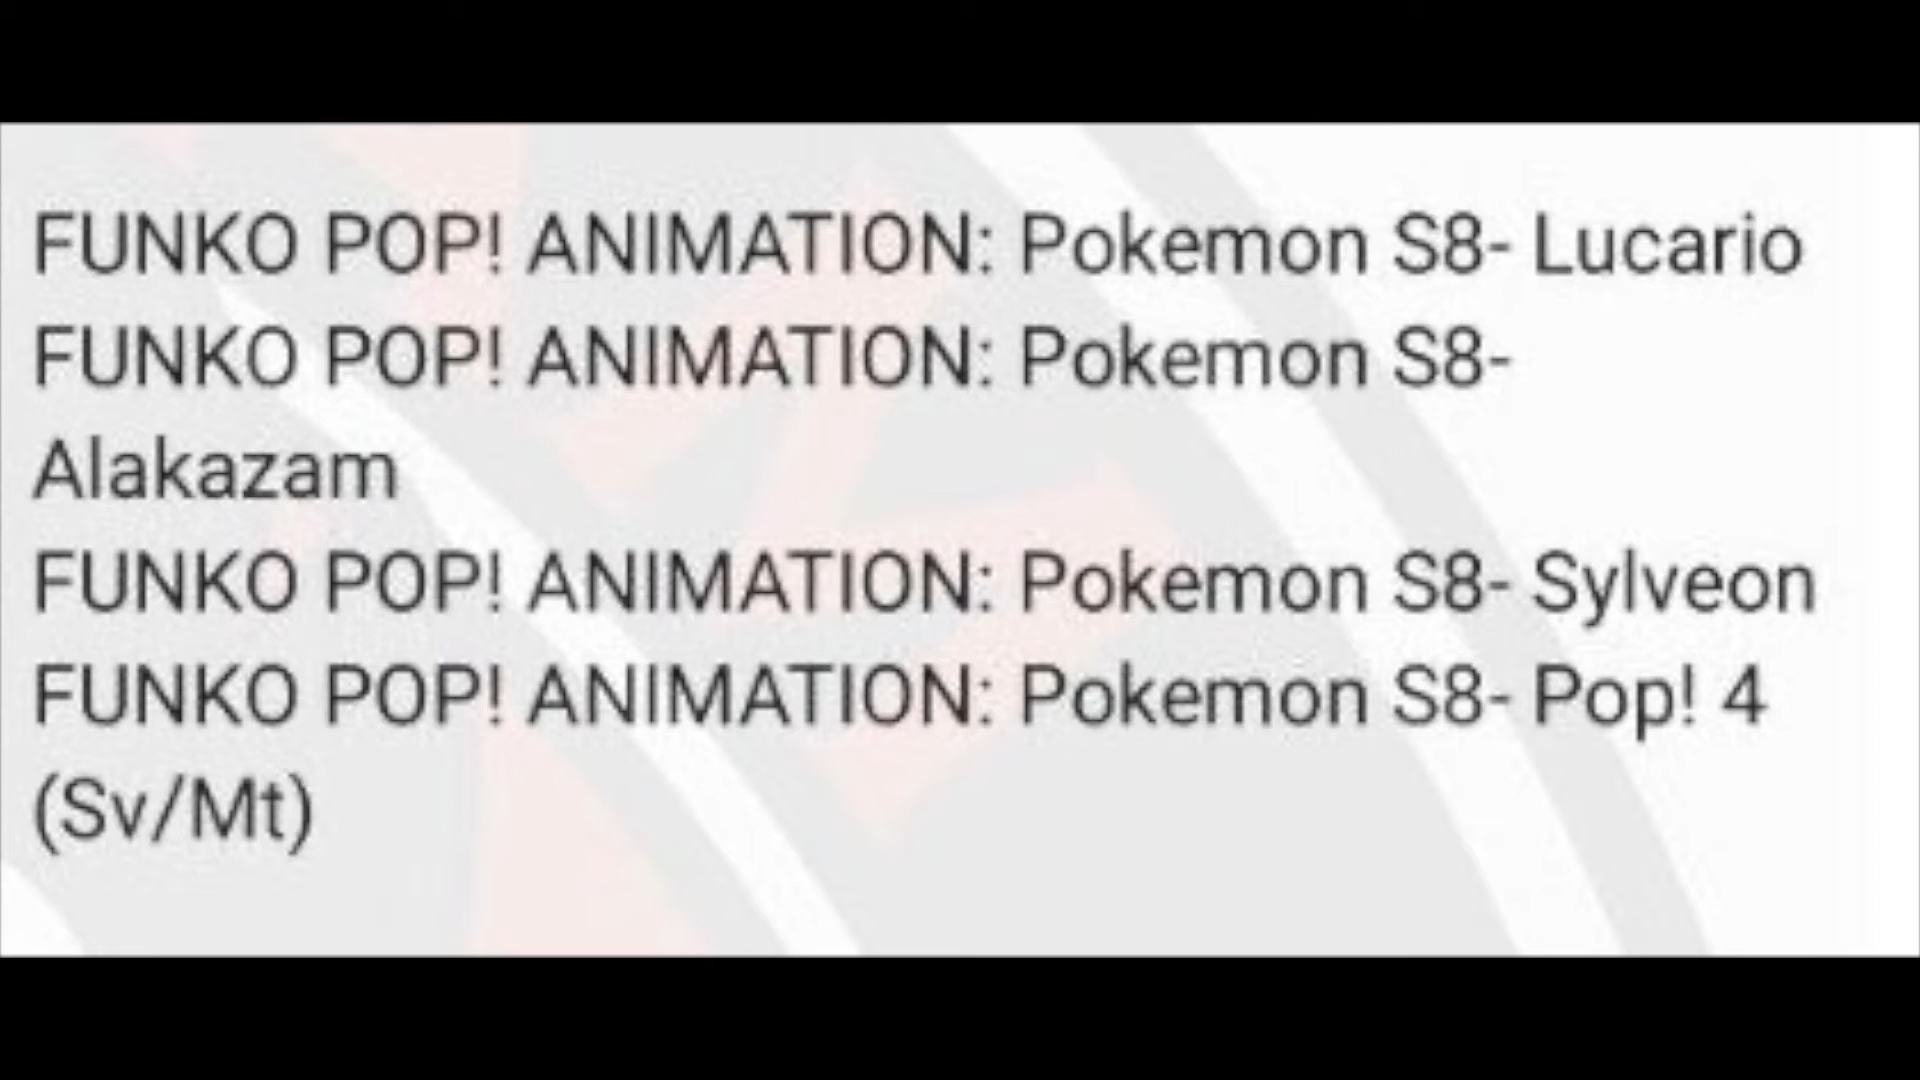 FUNKO POP! ANIMATION: Pokemon S8- Lucario
FUNKO POP! ANIMATION: Pokemon S8-
Alakazam
FUNKO POP! ANIMATION: Pokemon S8- Sylveon
FUNKO POP! ANIMATION: Pokemon S8- Pop! 4
(Sv/Mt)